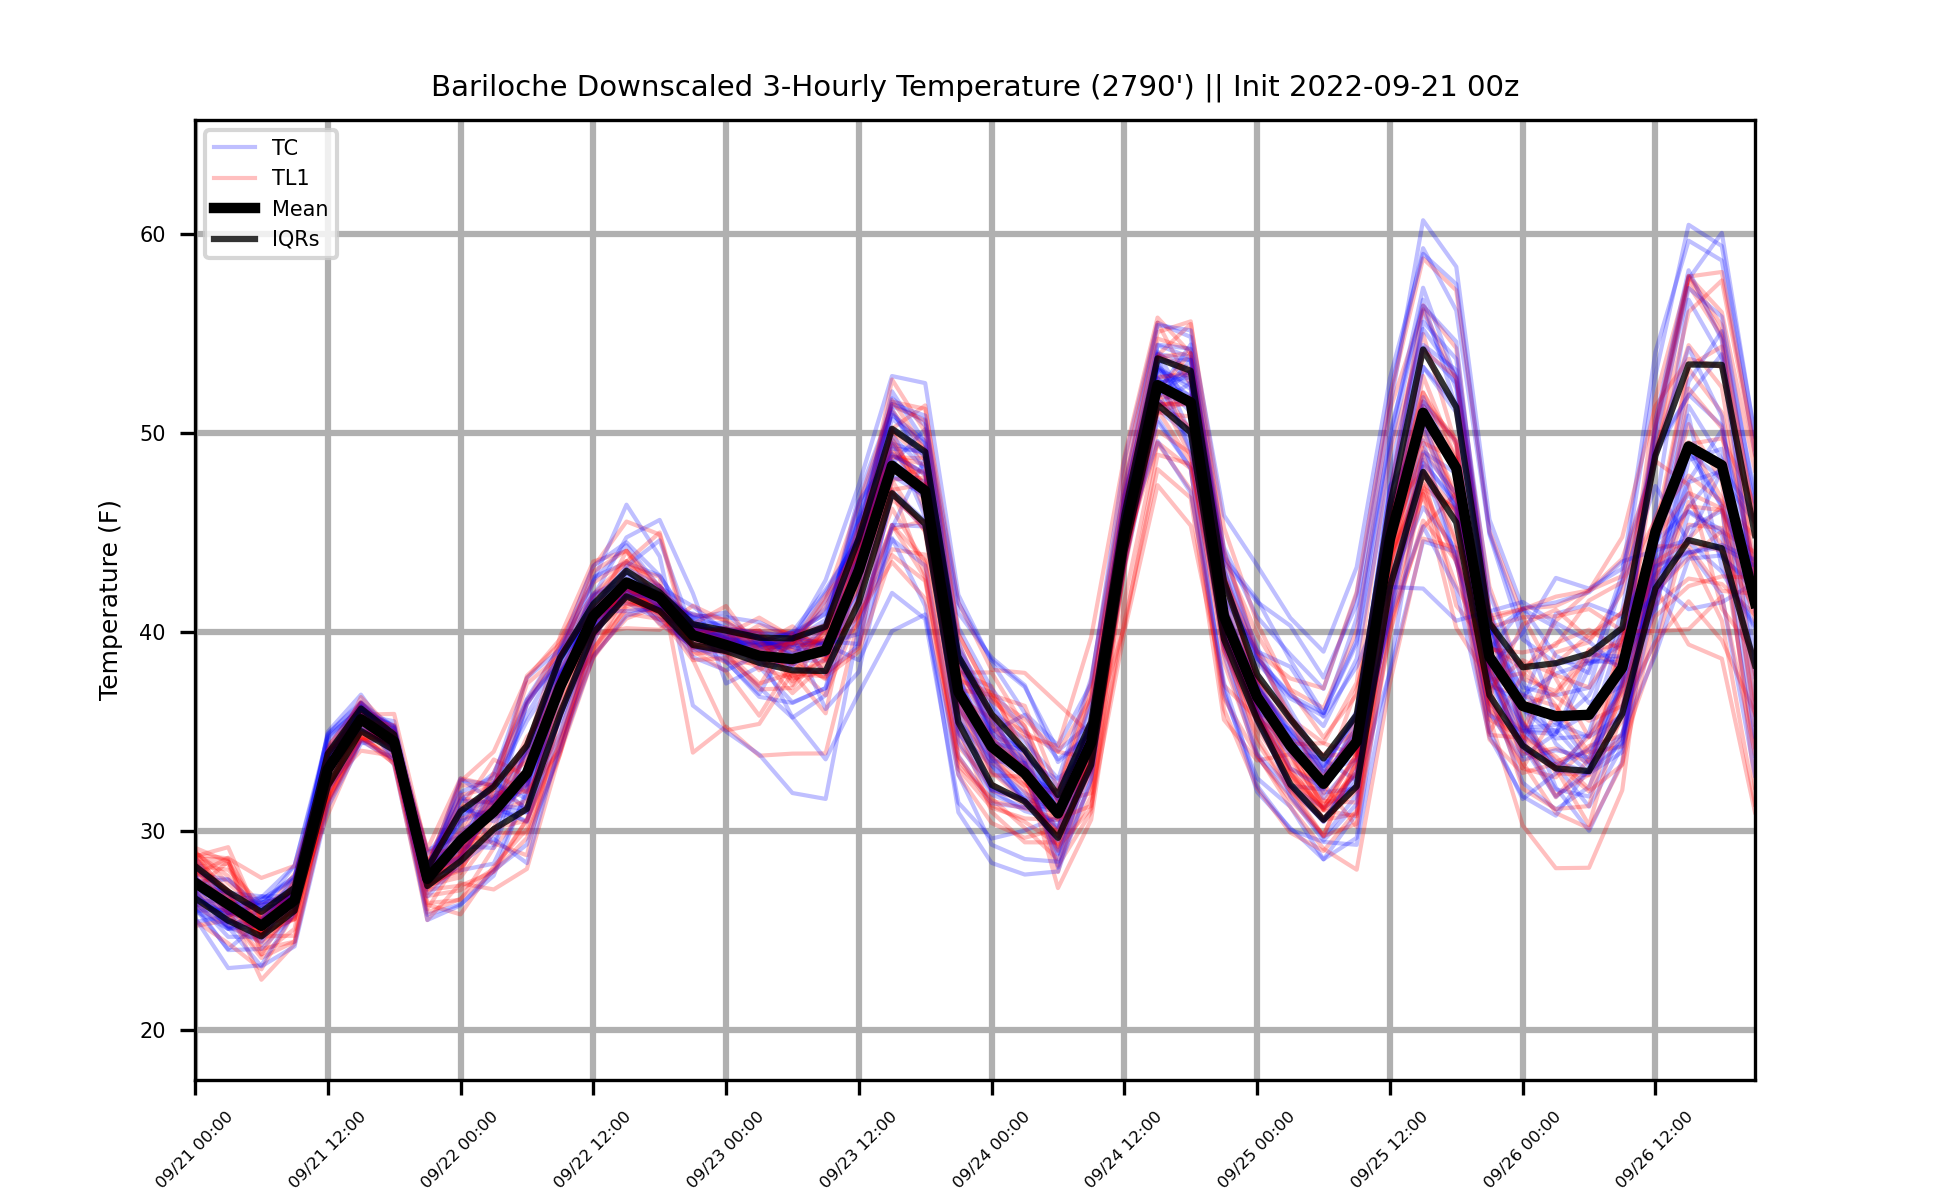 Bariloche Downscaled 3-Hourly Temperature (2790') || Init 2022-09-21 00z
TC
TL1
Mean
IQRs
Temperature (F)
60
50
40
30
20
09/21 00:00
09/21 12:00
09/22 00:00
09/22 12:00
09/23 00:00
09/23 12:00
09/24 00:00
09/24 12:00
09/25 00:00
09/25 12:00
09/26 00:00
09/26 12:00